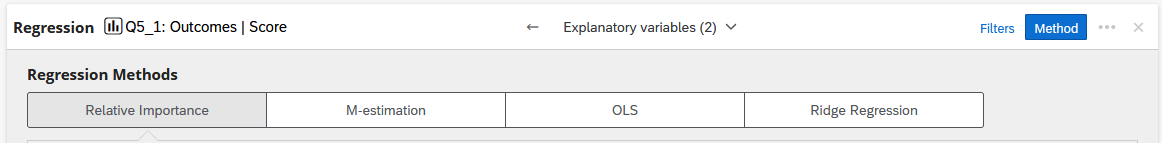 Regression Q5_1: Outcomes | Score ← Explanatory variables (2) Filters Method
Regression Methods
Relative Importance M-estimation OLS Ridge Regression